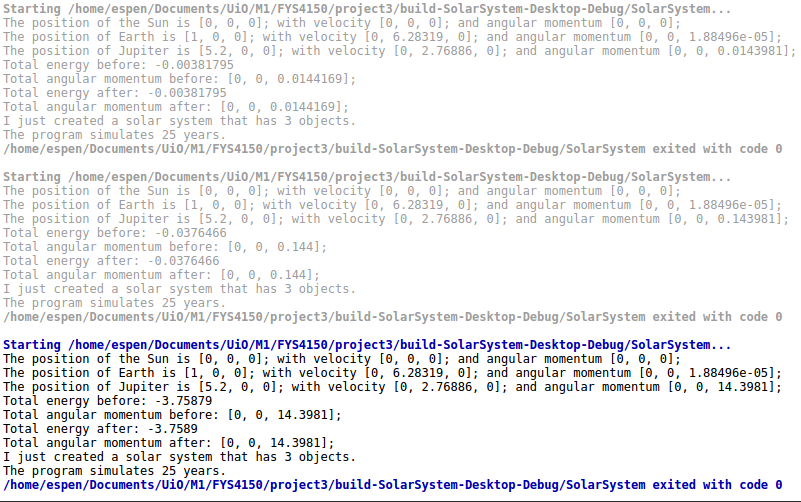 Starting /home/espen/Documents/UiO/M1/FYS4150/project3/build-SolarSystem-Desktop-Debug/SolarSystem...
The position of the Sun is [0, 0, 0]; with velocity [0, 0, 0]; and angular momentum [0, 0, 0];
The position of Earth is [1, 0, 0]; with velocity [0, 6.28319, 0]; and angular momentum [0, 0, 1.88496e-05];
The position of Jupiter is [5.2, 0, 0]; with velocity [0, 2.76886, 0]; and angular momentum [0, 0, 0.0143981];
Total energy before: -0.00381795
Total angular momentum before: [0, 0, 0.0144169];
Total energy after: -0.00381795
Total angular momentum after: [0, 0, 0.0144169];
I just created a solar system that has 3 objects.
The program simulates 25 years.
/home/espen/Documents/UiO/M1/FYS4150/project3/build-SolarSystem-Desktop-Debug/SolarSystem exited with code 0
Starting /home/espen/Documents/UiO/M1/FYS4150/project3/build-SolarSystem-Desktop-Debug/SolarSystem...
The position of the Sun is [0, 0, 0]; with velocity [0, 0, 0]; and angular momentum [0, 0, 0];
The position of Earth is [1, 0, 0]; with velocity [0, 6.28319, 0]; and angular momentum [0, 0, 1.88496e-05];
The position of Jupiter is [5.2, 0, 0]; with velocity [0, 2.76886, 0]; and angular momentum [0, 0, 0.143981];
Total energy before: -0.0376466
Total angular momentum before: [0, 0, 0.144];
Total energy after: -0.0376466
Total angular momentum after: [0, 0, 0.144];
I just created a solar system that has 3 objects.
The program simulates 25 years.
/home/espen/Documents/UiO/M1/FYS4150/project3/build-SolarSystem-Desktop-Debug/SolarSystem exited with code 0
Starting /home/espen/Documents/UiO/M1/FYS4150/project3/build-SolarSystem-Desktop-Debug/SolarSystem...
The position of the Sun is [0, 0, 0]; with velocity [0, 0, 0]; and angular momentum [0, 0, 0];
The position of Earth is [1, 0, 0]; with velocity [0, 6.28319, 0]; and angular momentum [0, 0, 1.88496e-05];
The position of Jupiter is [5.2, 0, 0]; with velocity [0, 2.76886, 0]; and angular momentum [0, 0, 14.3981];
Total energy before: -3.75879
Total angular momentum before: [0, 0, 14.3981];
Total energy after: -3.7589
Total angular momentum after: [0, 0, 14.3981];
I just created a solar system that has 3 objects.
The program simulates 25 years.
/home/espen/Documents/UiO/M1/FYS4150/project3/build-SolarSystem-Desktop-Debug/SolarSystem exited with code 0